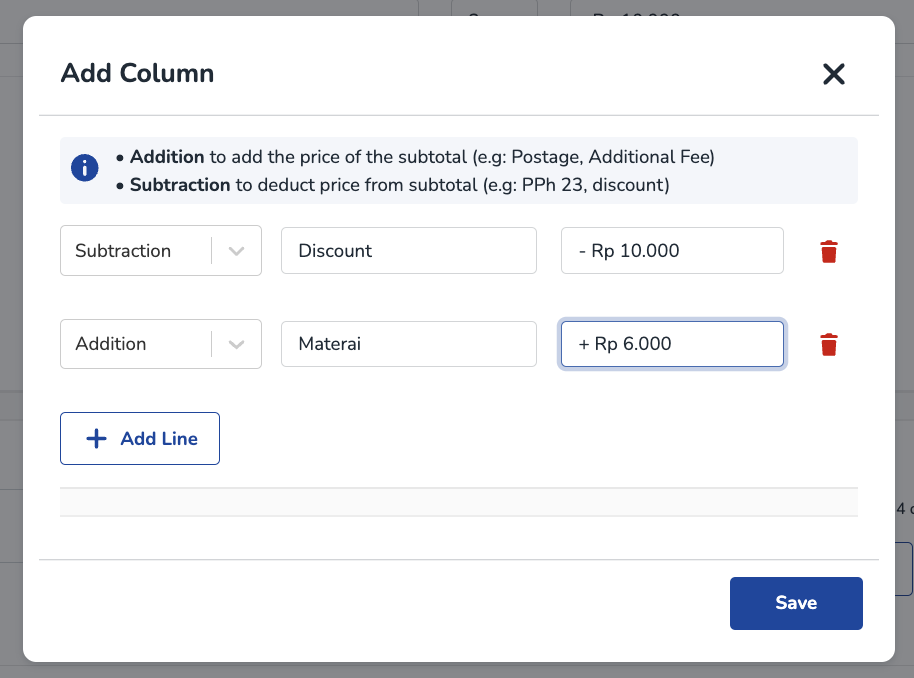 Add Column
• Addition to add the price of the subtotal (e.g: Postage, Additional Fee)
• Subtraction to deduct price from subtotal (e.g: PPh 23, discount)
Subtraction
Discount
- Rp 10.000
Addition
Materai
+ Rp 6.000
Add Line
Save